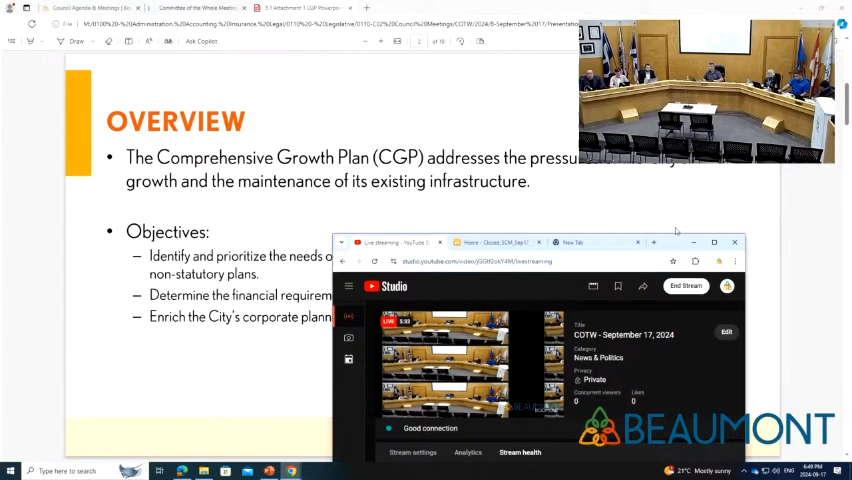 Council Agenda & Meetings | Be
Committee of the Whole Meeting
5.1 Attachment 1 CGP Powerpoi
M:/0100%20-%20Administration,%20Accounting,%20Insurance,%20Legal/0110-%20-%20Legislative/0110-C02%20Council%20Meetings/COTW/2024/8-September%2017/Presentation
Draw
Ask Copilot
2 of 10
OVERVIEW
• The Comprehensive Growth Plan (CGP) addresses the pressu
growth and the maintenance of its existing infrastructure.
• Objectives:
– Identify and prioritize the needs o
non-statutory plans.
– Determine the financial requirem
– Enrich the City's corporate plann
Live streaming - YouTube S
Home - Closed_SCM_Sep17
New Tab
studio.youtube.com/video/jGGtf2okY4M/livestreaming
Studio
End Stream
LIVE 5:33
Title
COTW - September 17, 2024
Edit
Category
News & Politics
Privacy
Private
Concurrent viewers Likes
0 0
Good connection
Stream settings Analytics Stream health
BEAUMONT
Type here to search
21°C Mostly sunny
ENG
6:49 PM
2024-09-17